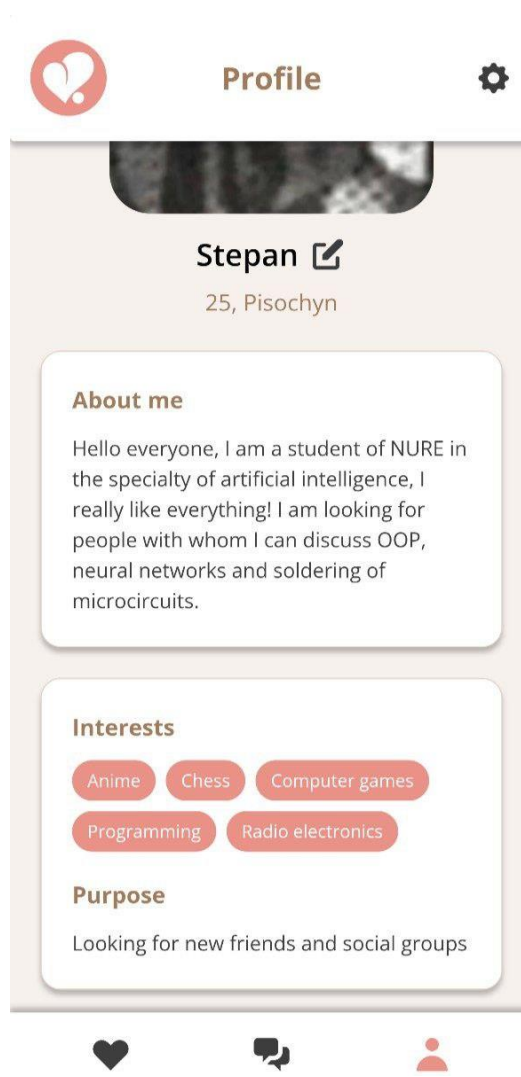 Profile
Stepan
25, Pisochyn
About me
Hello everyone, I am a student of NURE in
the specialty of artificial intelligence, I
really like everything! I am looking for
people with whom I can discuss OOP,
neural networks and soldering of
microcircuits.
Interests
Anime Chess Computer games
Programming Radio electronics
Purpose
Looking for new friends and social groups